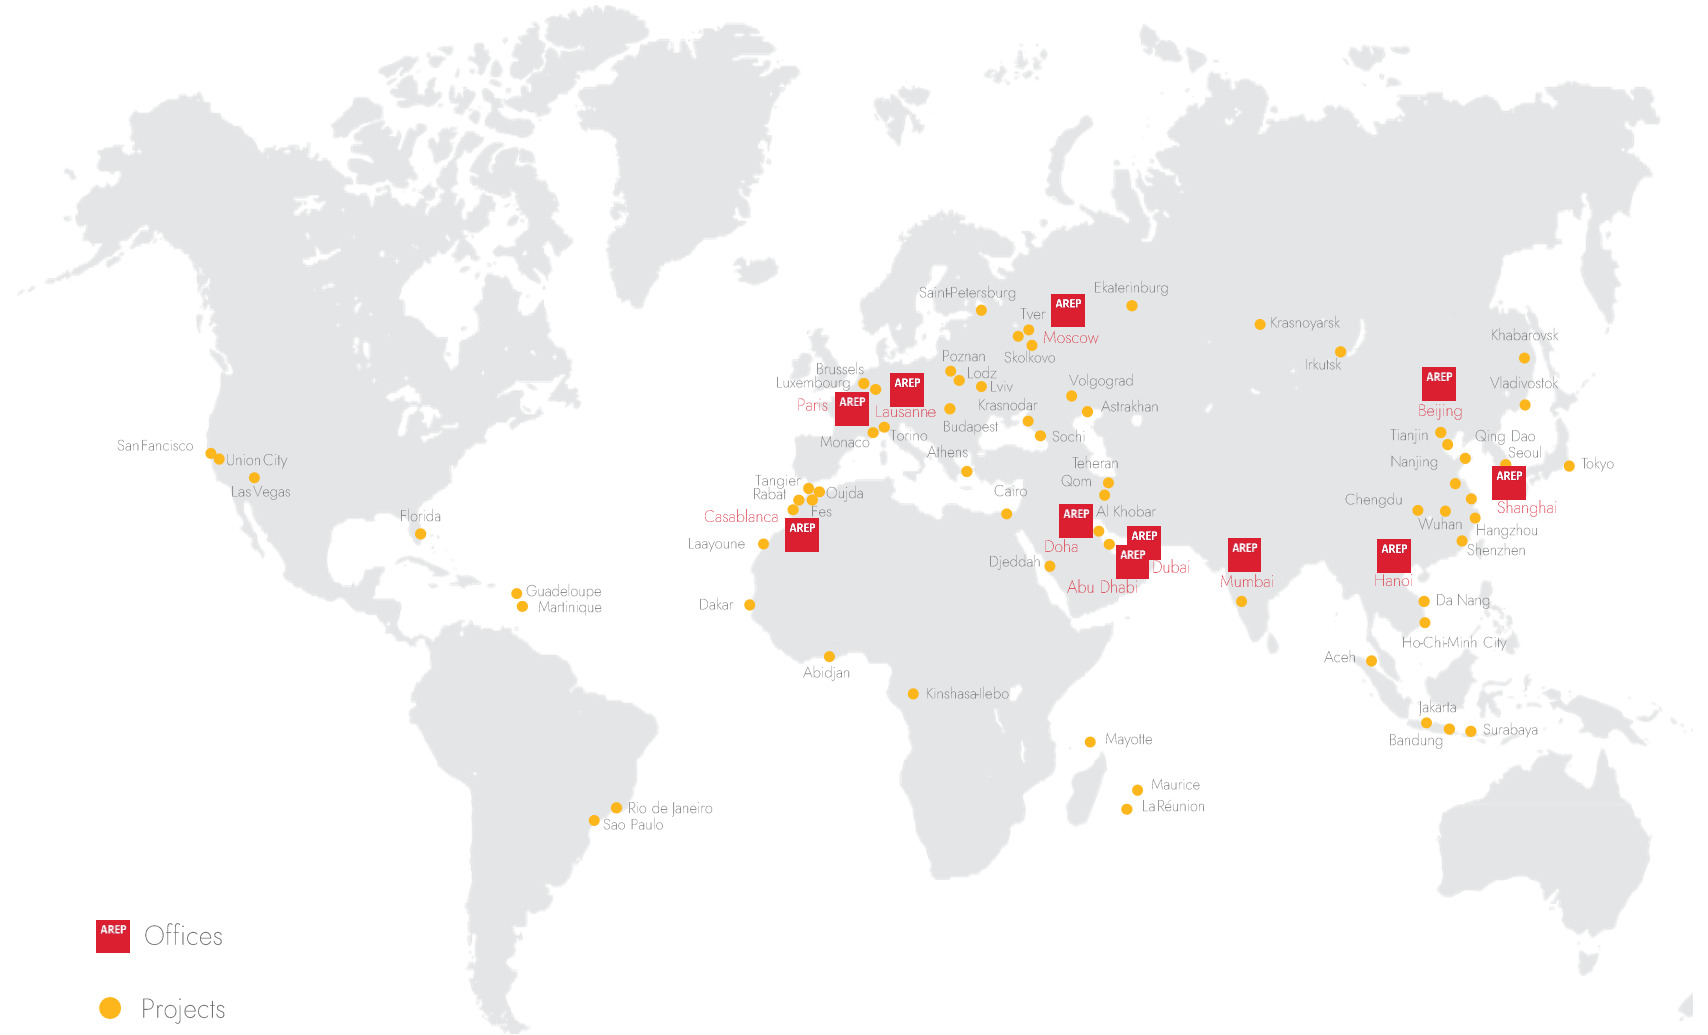 Saint-Petersburg
Ekaterinburg
AREP
Tver
Moscow
Skolkovo
Krasnoyarsk
Irkutsk
Khabarovsk
Vladivostok
Poznan
Lodz
Lviv
Brussels
Luxembourg
AREP
Paris
AREP
Lausanne
Volgograd
Astrakhan
Krasnodar
Budapest
Sochi
Monaco
Torino
Athens
AREP
Beijing
Tianjin
Qing Dao
Seoul
Tokyo
Nanjing
AREP
Shanghai
Chengdu
Wuhan
Hangzhou
Shenzhen
San Fancisco
Union City
Las Vegas
Florida
Tangier
Rabat
Oujda
Fes
Casablanca
AREP
Laayoune
Cairo
Teheran
Qom
AREP
Al Khobar
Doha
AREP
AREP
Dubai
Abu Dhabi
Djeddah
AREP
Mumbai
AREP
Hanoi
Da Nang
Ho-Chi-Minh City
Guadeloupe
Martinique
Dakar
Abidjan
Kinshasa-Ilebo
Aceh
Jakarta
Bandung
Surabaya
Mayotte
Maurice
La Réunion
Rio de Janeiro
Sao Paulo
AREP Offices
Projects